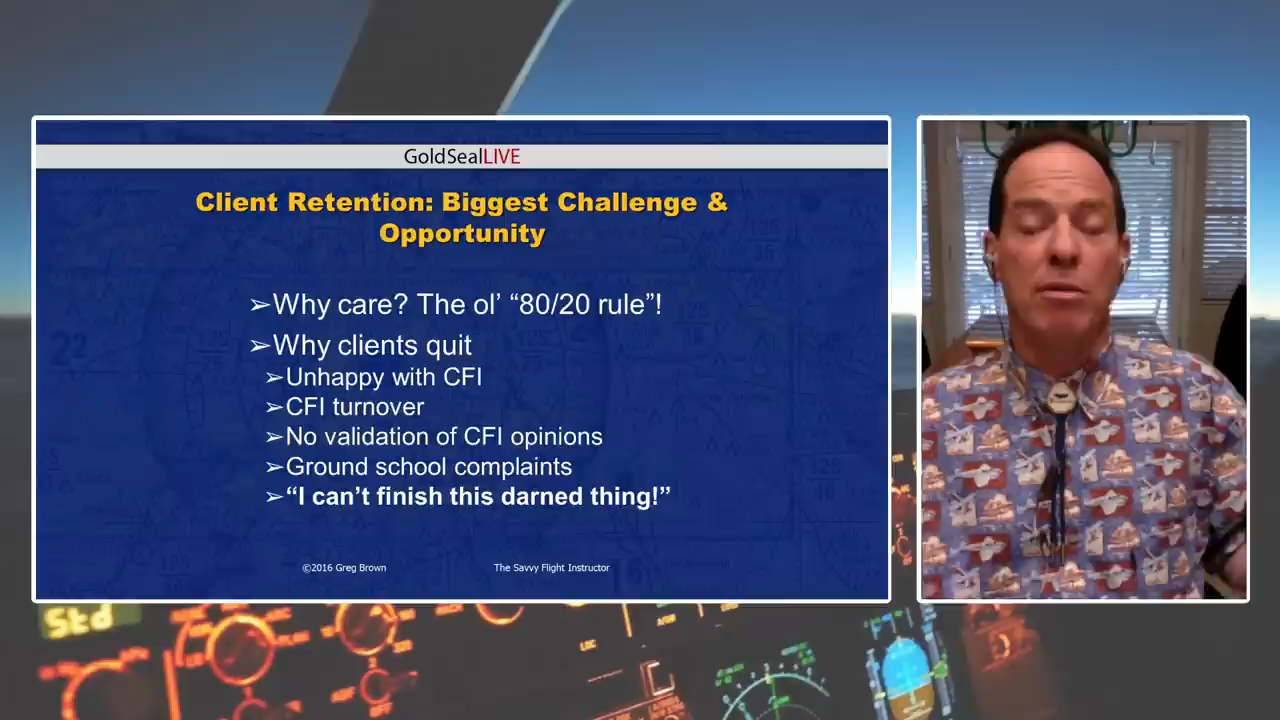 GoldSealLIVE
Client Retention: Biggest Challenge &
Opportunity
➢Why care? The ol’ “80/20 rule”!
➢Why clients quit
➢Unhappy with CFI
➢CFI turnover
➢No validation of CFI opinions
➢Ground school complaints
➢“I can’t finish this darned thing!”
©2016 Greg Brown
The Savvy Flight Instructor
Std